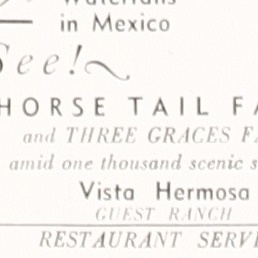 in Mexico
See!
HORSE TAIL FA
and THREE GRACES FA
amid one thousand scenic s
Vista Hermosa
GUEST RANCH
RESTAURANT SERVI